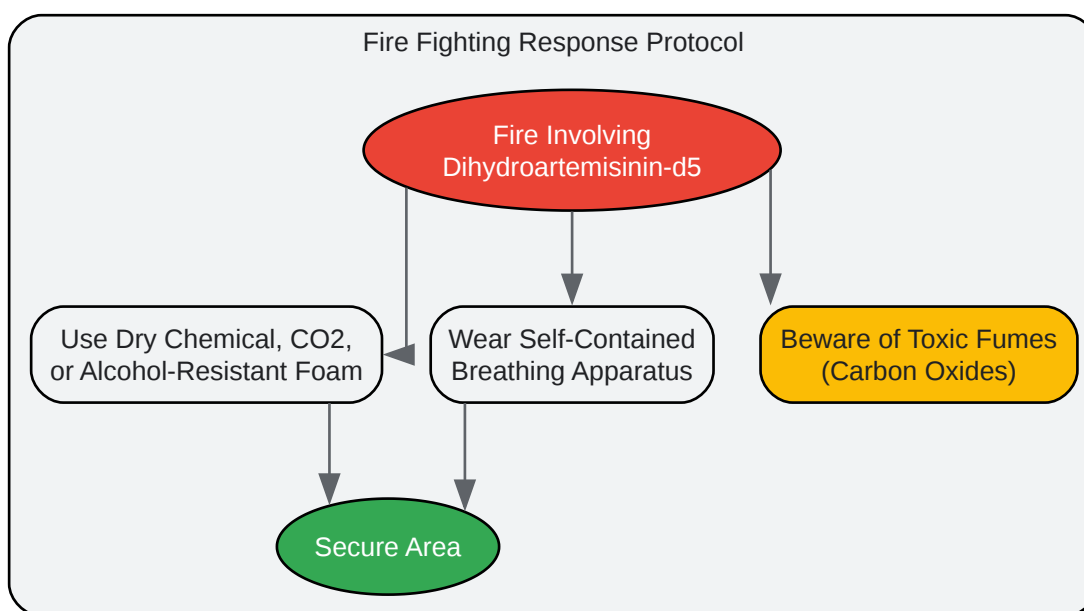 Fire Fighting Response Protocol
Fire Involving
Dihydroartemisinin-d5
Use Dry Chemical, CO2,
or Alcohol-Resistant Foam
Wear Self-Contained
Breathing Apparatus
Beware of Toxic Fumes
(Carbon Oxides)
Secure Area